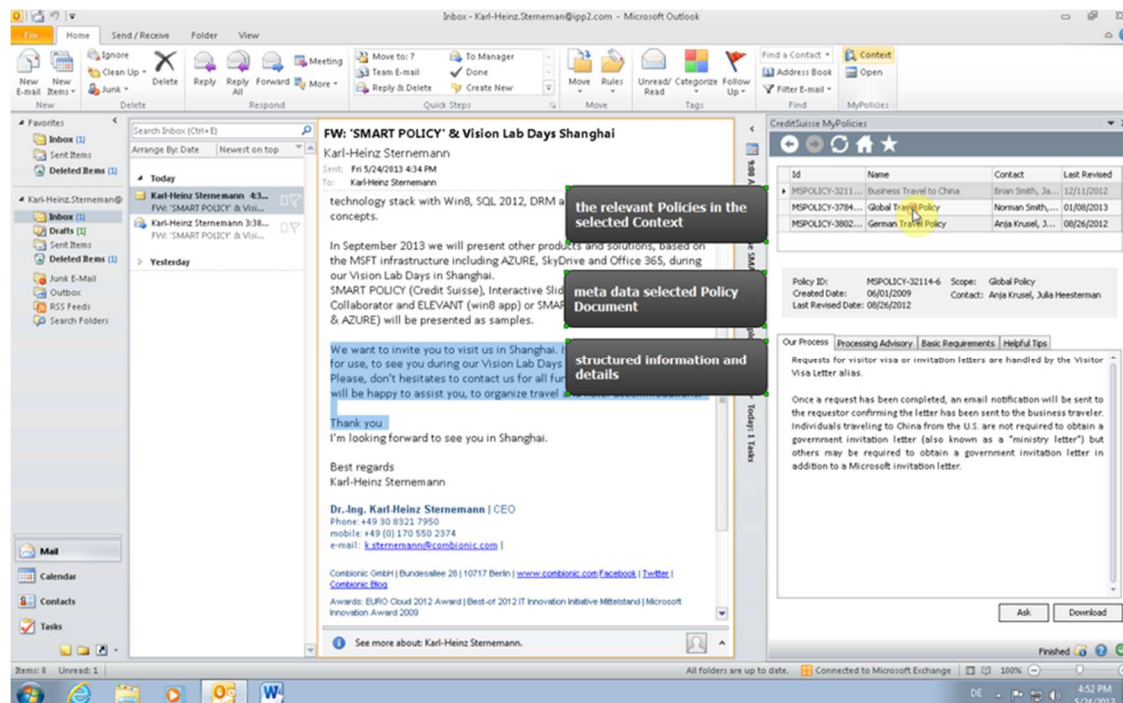 Inbox - Karl-Heinz.Sterneman@ipp2.com - Microsoft Outlook
File Home Send / Receive Folder View
New E-mail
New Items
Ignore
Clean Up
Junk
Delete
Reply
Reply All
Forward
Meeting
More
Move to: ?
Team E-mail
Reply & Delete
To Manager
Done
Create New
Move
Rules
Unread/ Read
Categorize
Follow Up
Find a Contact
Address Book
Filter E-mail
Context
Open
New Delete Respond Quick Steps Move Tags Find MyPolicies
Favorites
Inbox (1)
Sent Items
Deleted Items (1)
Karl-Heinz.Sterneman@
Inbox (1)
Drafts [1]
Sent Items
Deleted Items (1)
Junk E-Mail
Outbox
RSS Feeds
Search Folders
Mail
Calendar
Contacts
Tasks
Search Inbox (Ctrl+E)
Arrange By: Date Newest on top
Today
Karl-Heinz Sternemann 4:3...
FW: 'SMART POLICY' & Visi...
Karl-Heinz Sternemann 3:38...
FW: 'SMART POLICY' & Visi...
Yesterday
FW: 'SMART POLICY' & Vision Lab Days Shanghai
Karl-Heinz Sternemann
Sent: Fri 5/24/2013 4:34 PM
To: Karl-Heinz Sternemann
technology stack with Win8, SQL 2012, DRM a
concepts.
In September 2013 we will present other products and solutions, based on
the MSFT infrastructure including AZURE, SkyDrive and Office 365, during
our Vision Lab Days in Shanghai.
SMART POLICY (Credit Suisse), Interactive Slid
Collaborator and ELEVANT (win8 app) or SMAR
& AZURE) will be presented as samples.
We want to invite you to visit us in Shanghai.
for use, to see you during our Vision Lab Days
Please, don't hesitates to contact us for all fur
will be happy to assist you, to organize travel
Thank you
I'm looking forward to see you in Shanghai.
Best regards
Karl-Heinz Sternemann
Dr.-Ing. Karl-Heinz Sternemann | CEO
Phone: +49 30 8321 7950
mobile: +49 (0) 170 550 2374
e-mail: k.sternemann@combionic.com |
Combionic GmbH | Bundesallee 28 | 10717 Berlin | www.combionic.com Facebook | Twitter |
Combionic Blog
Awards: EURO Cloud 2012 Award | Best-of 2012 IT Innovation Initiative Mittelstand | Microsoft
Innovation Award 2009
See more about: Karl-Heinz Sternemann.
the relevant Policies in the
selected Context
meta data selected Policy
Document
structured information and
details
Today: 1 Tasks
CreditSuisse MyPolicies
Id Name Contact Last Revised
MSPOLICY-3211... Business Travel to China Brian Smith, Ja... 12/11/2012
MSPOLICY-3784... Global Travel Policy Norman Smith,... 01/08/2013
MSPOLICY-3802... German Travel Policy Anja Krusel, J... 08/26/2012
Policy ID: MSPOLICY-32114-6 Scope: Global Policy
Created Date: 06/01/2009 Contact: Anja Krusel, Julia Heesterman
Last Revised Date: 08/26/2012
Our Process Processing Advisory Basic Requirements Helpful Tips
Requests for visitor visa or invitation letters are handled by the Visitor
Visa Letter alias.
Once a request has been completed, an email notification will be sent to
the requestor confirming the letter has been sent to the business traveler.
Individuals traveling to China from the U.S. are not required to obtain a
government invitation letter (also known as a "ministry letter") but
others may be required to obtain a government invitation letter in
addition to a Microsoft invitation letter.
Ask Download
Finished
Items: 8 Unread: 1 All folders are up to date. Connected to Microsoft Exchange 100%
DE 4:52 PM
5/24/2013